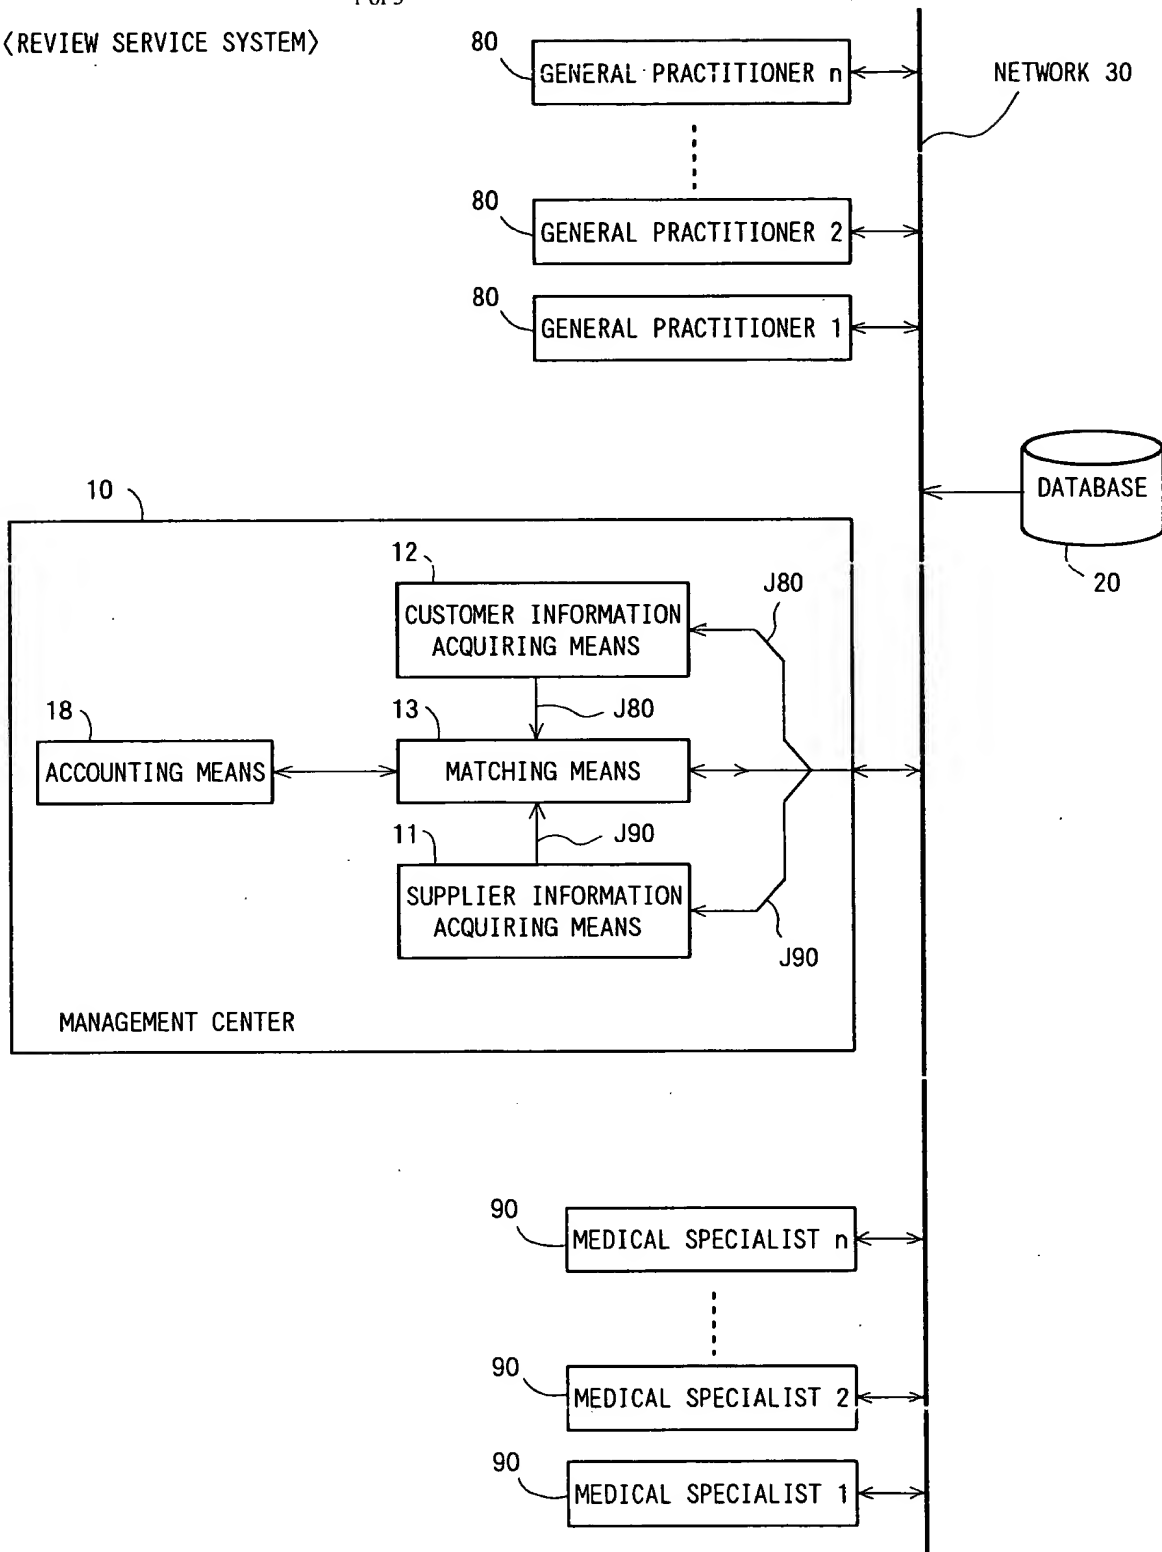 〈REVIEW SERVICE SYSTEM〉
80
GENERAL PRACTITIONER n
NETWORK 30
80
GENERAL PRACTITIONER 2
80
GENERAL PRACTITIONER 1
DATABASE
20
10
12
CUSTOMER INFORMATION
ACQUIRING MEANS
J80
J80
18
13
ACCOUNTING MEANS
MATCHING MEANS
J90
11
SUPPLIER INFORMATION
ACQUIRING MEANS
J90
MANAGEMENT CENTER
90
MEDICAL SPECIALIST n
90
MEDICAL SPECIALIST 2
90
MEDICAL SPECIALIST 1